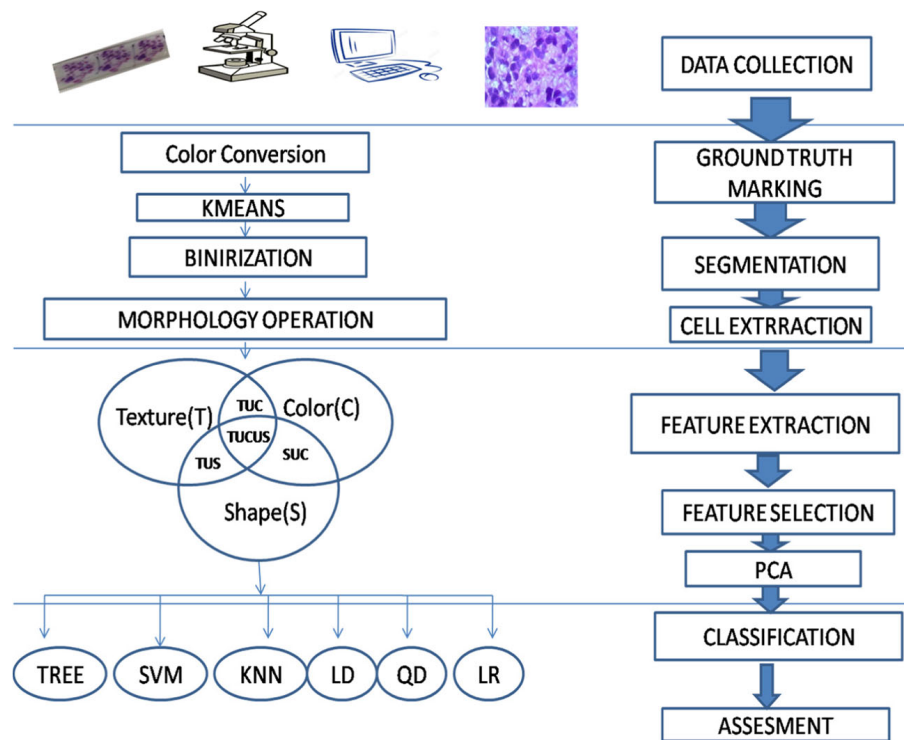 DATA COLLECTION
Color Conversion
GROUND TRUTH
MARKING
KMEANS
BINIRIZATION
SEGMENTATION
MORPHOLOGY OPERATION
CELL EXTRRACTION
Texture(T)
TUC
Color(C)
TUCUS
TUS
SUC
Shape(S)
FEATURE EXTRACTION
FEATURE SELECTION
PCA
CLASSIFICATION
TREE
SVM
KNN
LD
QD
LR
ASSESMENT